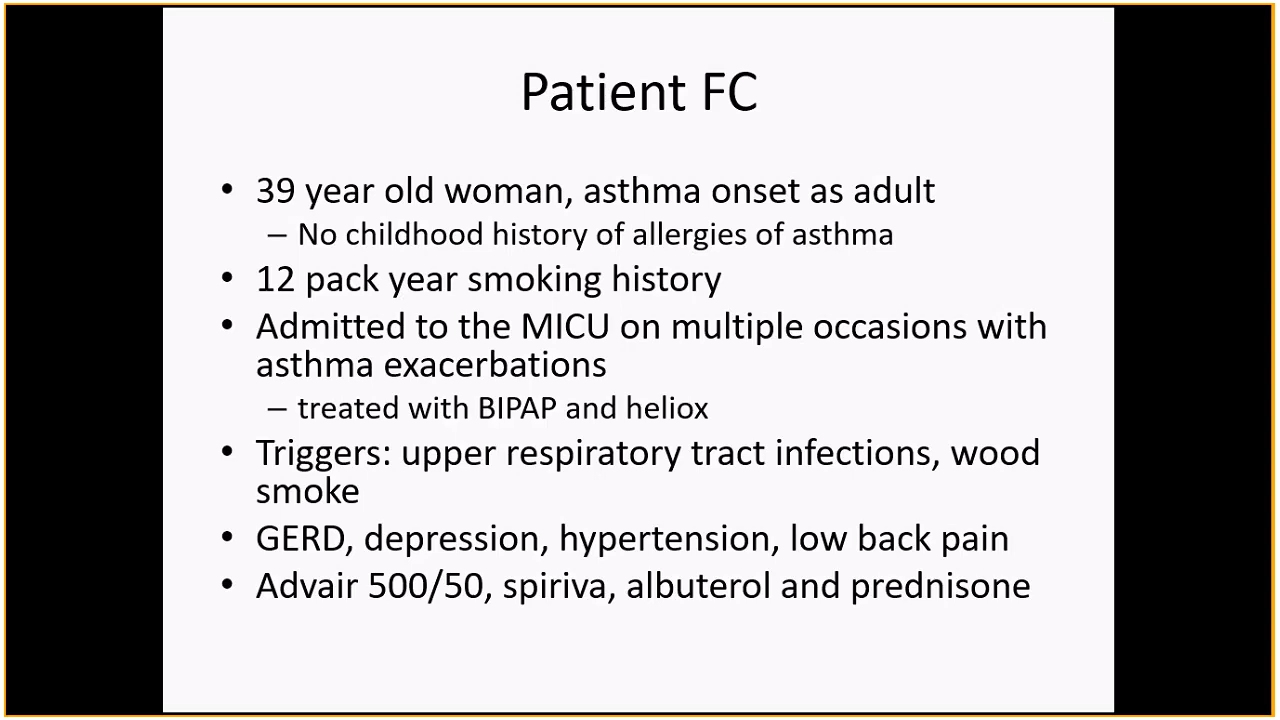 Patient FC
• 39 year old woman, asthma onset as adult
– No childhood history of allergies of asthma
• 12 pack year smoking history
• Admitted to the MICU on multiple occasions with
asthma exacerbations
– treated with BIPAP and heliox
• Triggers: upper respiratory tract infections, wood
smoke
• GERD, depression, hypertension, low back pain
• Advair 500/50, spiriva, albuterol and prednisone